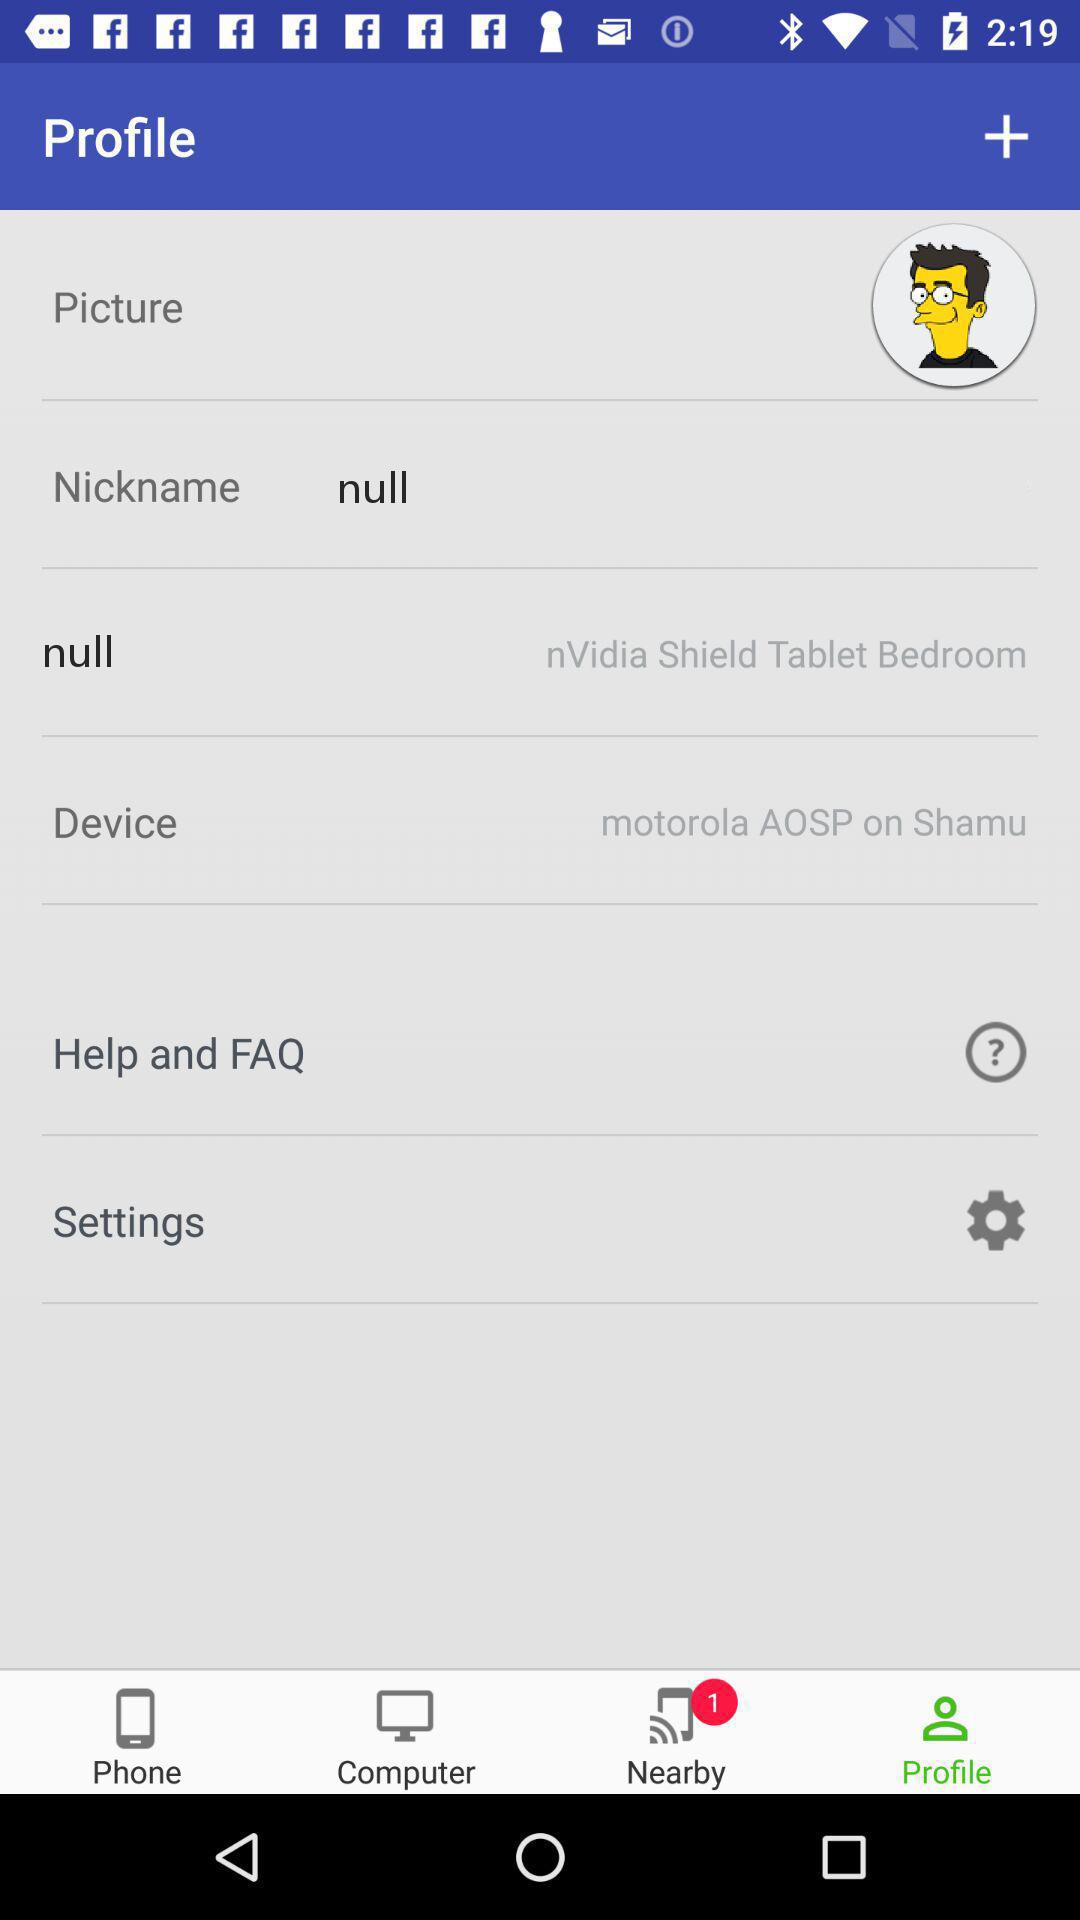 2:19
Profile
Picture
Nickname null
null nVidia Shield Tablet Bedroom
Device motorola AOSP on Shamu
Help and FAQ ?
Settings
1
Phone Computer Nearby Profile